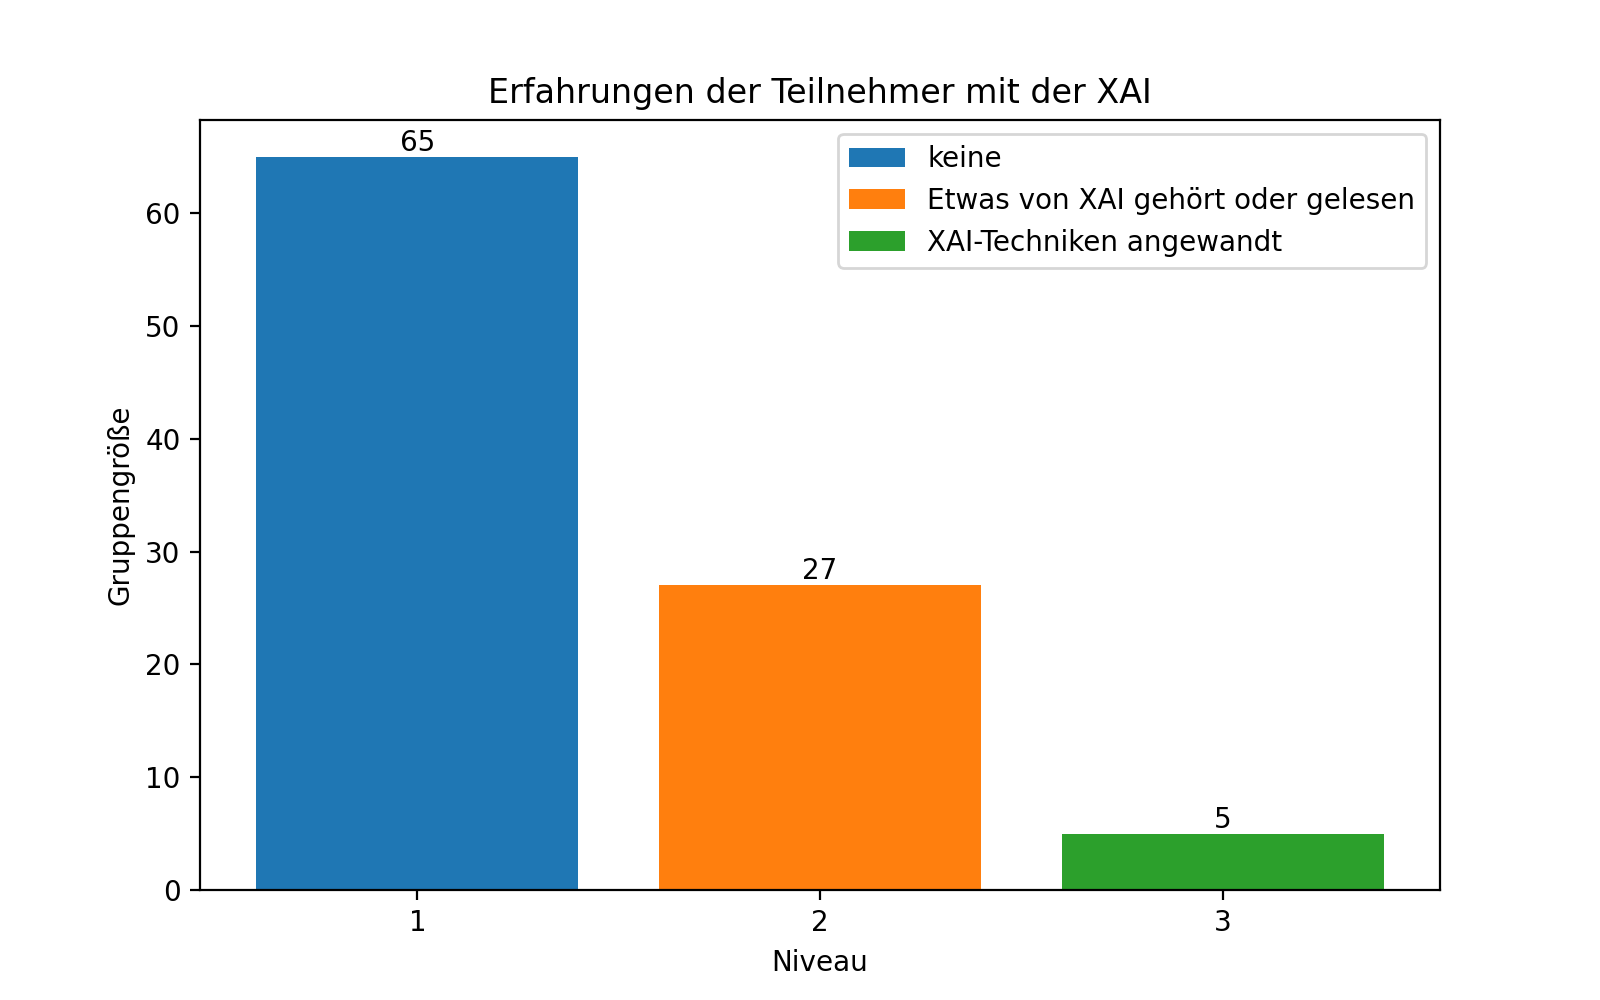 Erfahrungen der Teilnehmer mit der XAI
65
keine
Etwas von XAI gehört oder gelesen
XAI-Techniken angewandt
60
50
40
30
20
10
0
Gruppengröße
27
5
1
2
3
Niveau